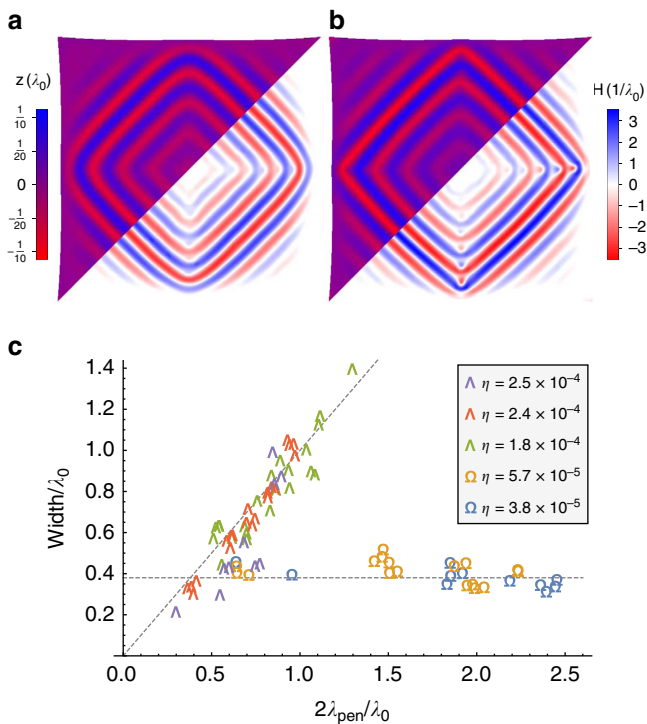 a
b
z (λ₀)
1/10
1/20
0
−1/20
−1/10
H (1/λ₀)
3
2
1
0
−1
−2
−3
c
Width/λ₀
1.4
1.2
1.0
0.8
0.6
0.4
0.2
0.0
0.5
1.0
1.5
2.0
2.5
2λpen/λ₀
Λ η = 2.5 × 10⁻⁴
Λ η = 2.4 × 10⁻⁴
Λ η = 1.8 × 10⁻⁴
Ω η = 5.7 × 10⁻⁵
Ω η = 3.8 × 10⁻⁵